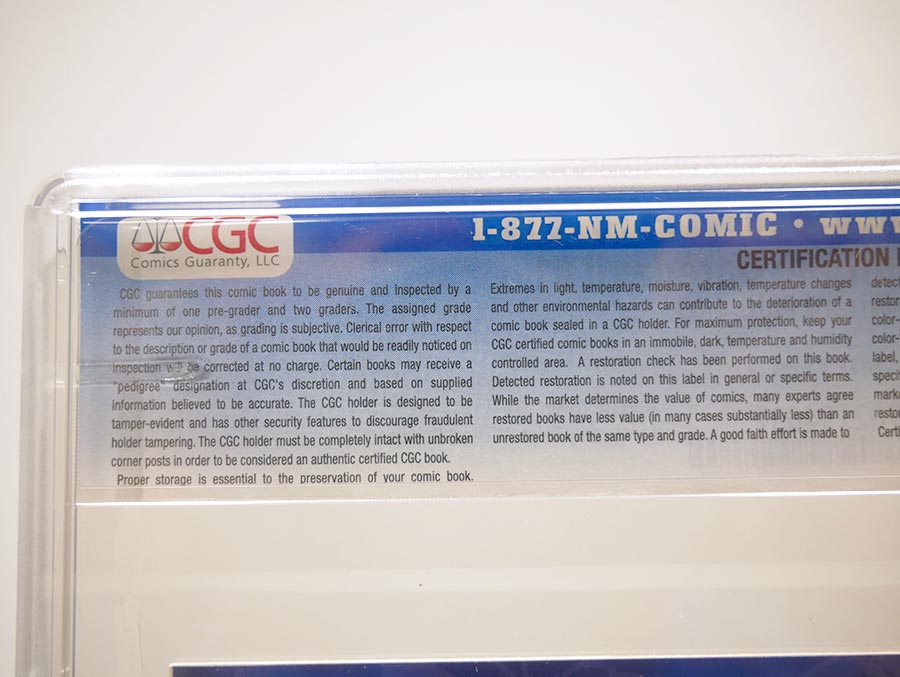 CGC
Comics Guaranty, LLC
1-877-NM-COMIC • www
CERTIFICATION
CGC guarantees this comic book to be genuine and inspected by a
minimum of one pre-grader and two graders. The assigned grade
represents our opinion, as grading is subjective. Clerical error with respect
to the description or grade of a comic book that would be readily noticed on
inspection will be corrected at no charge. Certain books may receive a
"pedigree" designation at CGC's discretion and based on supplied
information believed to be accurate. The CGC holder is designed to be
tamper-evident and has other security features to discourage fraudulent
holder tampering. The CGC holder must be completely intact with unbroken
corner posts in order to be considered an authentic certified CGC book.
Proper storage is essential to the preservation of your comic book.
Extremes in light, temperature, moisture, vibration, temperature changes
and other environmental hazards can contribute to the deterioration of a
comic book sealed in a CGC holder. For maximum protection, keep your
CGC certified comic books in an immobile, dark, temperature and humidity
controlled area. A restoration check has been performed on this book.
Detected restoration is noted on this label in general or specific terms.
While the market determines the value of comics, many experts agree
restored books have less value (in many cases substantially less) than an
unrestored book of the same type and grade. A good faith effort is made to
detect
restor
color-
color-
label,
specif
marke
restor
Certi